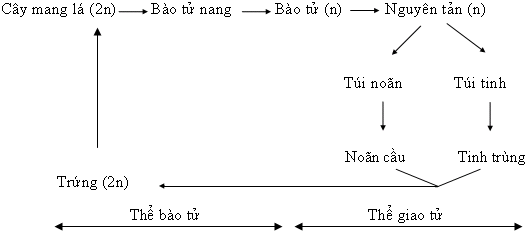 Cây mang lá (2n) Bào tử nang Bào tử (n) Nguyên tản (n)
Túi noãn Túi tinh
Noãn cầu Tinh trùng
Trứng (2n)
Thể bào tử Thể giao tử